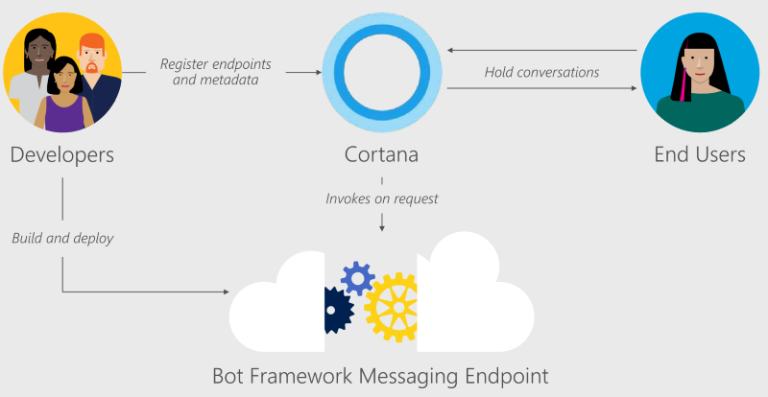 Register endpoints
and metadata
Hold conversations
Developers
Cortana
End Users
Invokes on request
Build and deploy
Bot Framework Messaging Endpoint